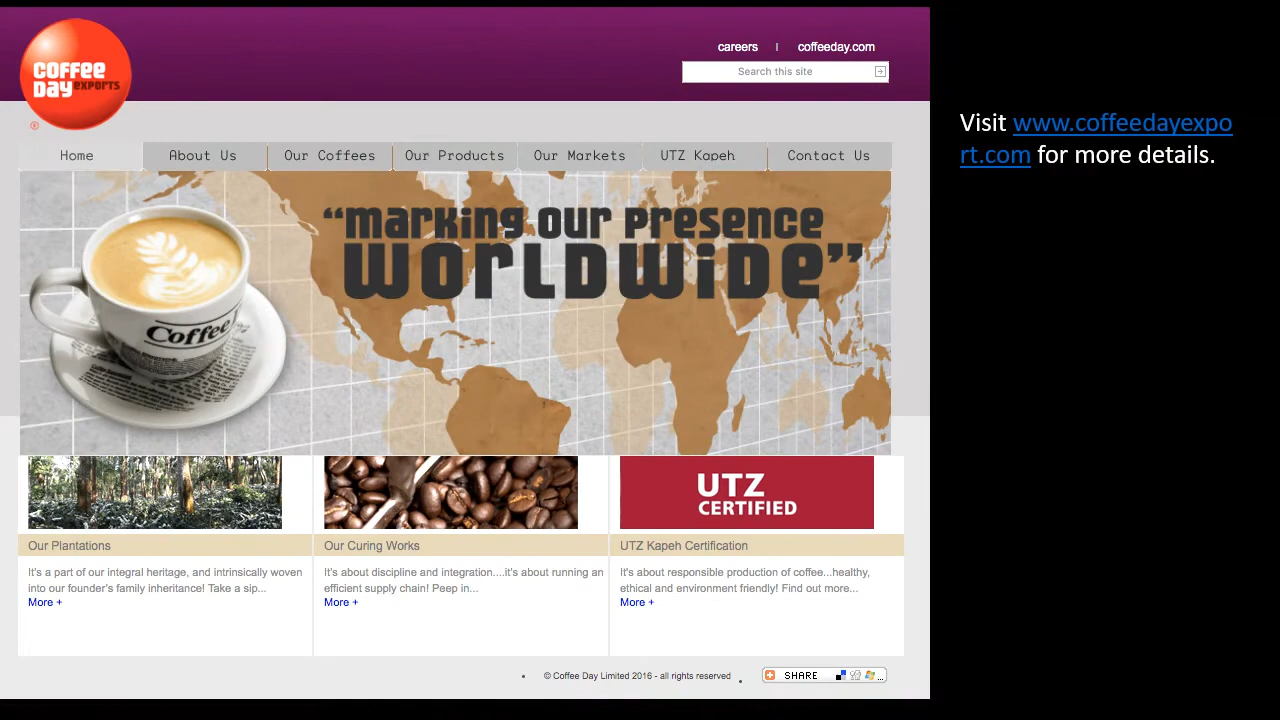 careers | coffeeday.com
Search this site
COFFEE
DAY exports
®
Home About Us Our Coffees Our Products Our Markets UTZ Kapeh Contact Us
“marking our presence
worldwide”
Coffee
UTZ
CERTIFIED
Our Plantations
It's a part of our integral heritage, and intrinsically woven
into our founder's family inheritance! Take a sip...
More +
Our Curing Works
It's about discipline and integration....it's about running an
efficient supply chain! Peep in...
More +
UTZ Kapeh Certification
It's about responsible production of coffee...healthy,
ethical and environment friendly! Find out more...
More +
• © Coffee Day Limited 2016 - all rights reserved •
SHARE ...
Visit www.coffeedayexpo
rt.com for more details.